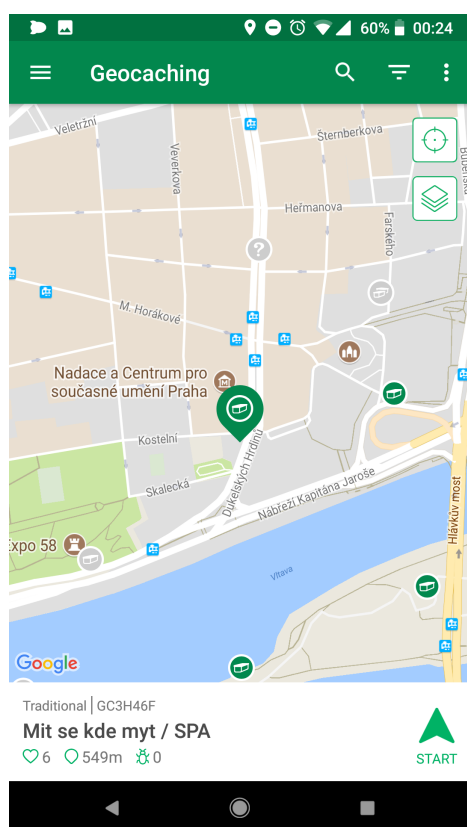 60% 00:24
Geocaching
Veletržní
Šternberkova
Veverkova
Heřmanova
Farského
M. Horákové
Nadace a Centrum pro
současné umění Praha
Kostelní
Dukelských Hrdinů
Skalecká
Nábřeží Kapitána Jaroše
Hlávkův most
Expo 58
Vltava
Google
Traditional | GC3H46F
Mit se kde myt / SPA
6 549m 0
START